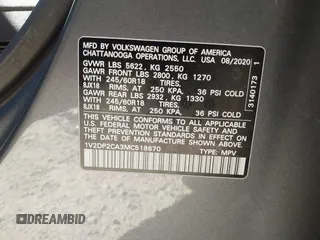 MFD. BY VOLKSWAGEN GROUP OF AMERICA
CHATTANOOGA OPERATIONS, LLC. USA 08/2020
GVWR LBS 5622, KG 2550
GAWR FRONT LBS 2800, KG 1270
WITH 245/60R18 TIRES,
8JX18 RIMS, AT 250 KPA, 36 PSI COLD
GAWR REAR LBS 2932, KG 1330
WITH 245/60R18 TIRES,
8JX18 RIMS, AT 250 KPA, 36 PSI COLD
THIS VEHICLE CONFORMS TO ALL APPLICABLE
FEDERAL MOTOR VEHICLE SAFETY
STANDARDS IN EFFECT ON THE DATE OF
MANUFACTURE SHOWN ABOVE.
1V2DP2CA3MC518670 TYPE: MPV
3140173 1
DREAMBID